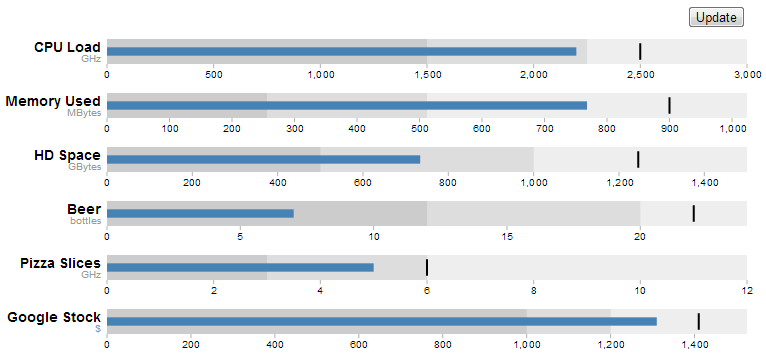 Update
CPU Load
GHz
0 500 1,000 1,500 2,000 2,500 3,000
Memory Used
MBytes
0 100 200 300 400 500 600 700 800 900 1,000
HD Space
GBytes
0 200 400 600 800 1,000 1,200 1,400
Beer
bottles
0 5 10 15 20
Pizza Slices
GHz
0 2 4 6 8 10 12
Google Stock
$
0 200 400 600 800 1,000 1,200 1,400